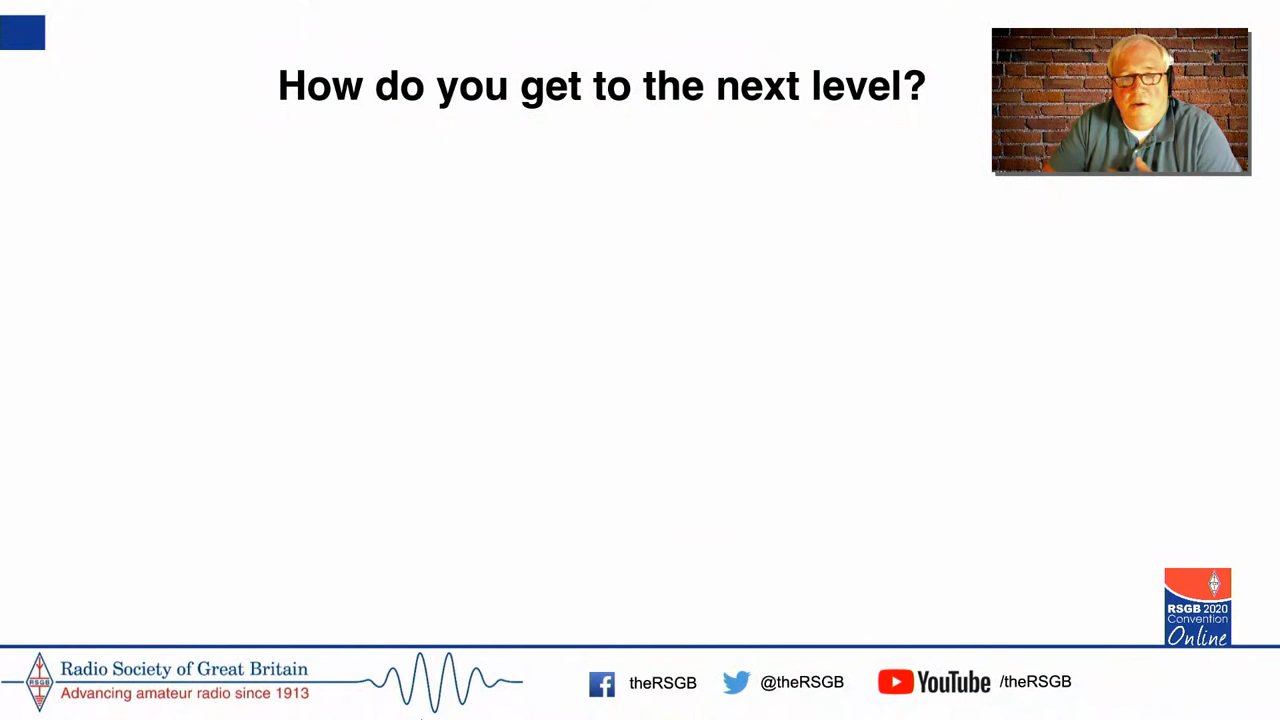 How do you get to the next level?
RSGB 2020
Convention
Online
RSGB
Radio Society of Great Britain
Advancing amateur radio since 1913
theRSGB
@theRSGB
YouTube /theRSGB